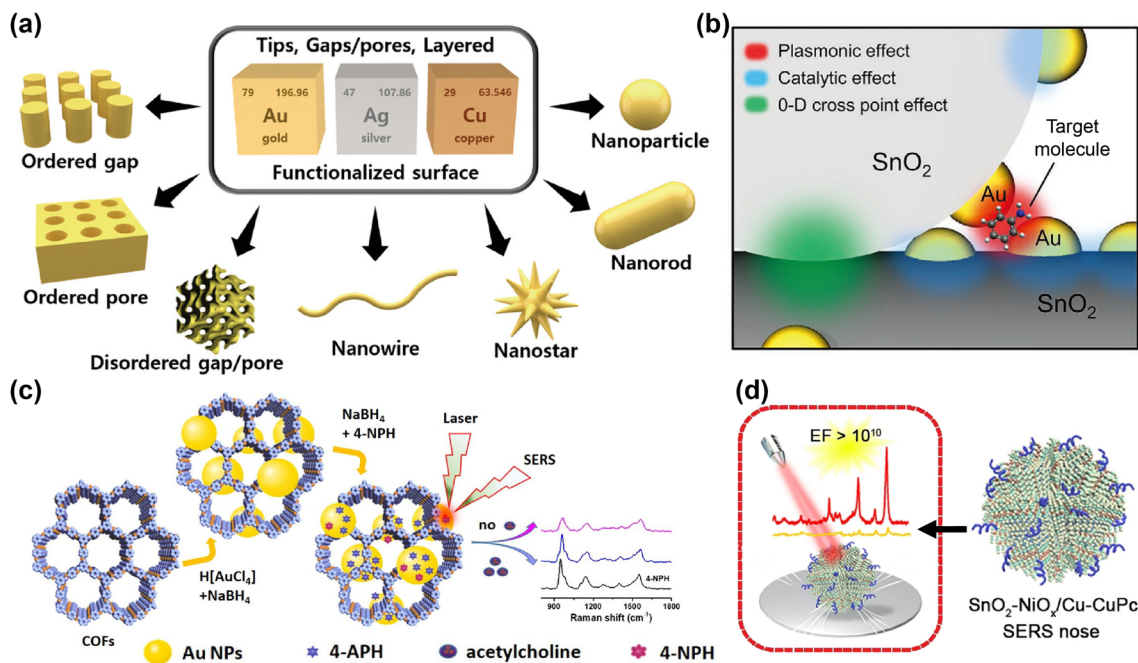 (a)
Tips, Gaps/pores, Layered
79 196.96
Au
gold
47 107.86
Ag
silver
29 63.546
Cu
copper
Functionalized surface
Ordered gap
Ordered pore
Disordered gap/pore
Nanowire
Nanostar
Nanorod
Nanoparticle
(b)
Plasmonic effect
Catalytic effect
0-D cross point effect
SnO₂
Target
molecule
Au
Au
SnO₂
(c)
COFs
H[AuCl₄]
+NaBH₄
NaBH₄
+ 4-NPH
Laser
SERS
no
4-NPH
900 1200 1500 1800
Raman shift (cm⁻¹)
Au NPs
4-APH
acetylcholine
4-NPH
(d)
EF > 10¹⁰
SnO₂-NiOₓ/Cu-CuPc
SERS nose